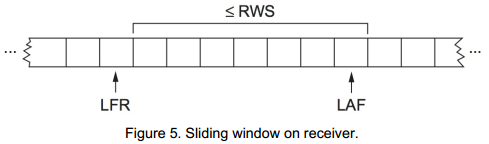 ≤ RWS
... ...
LFR LAF
Figure 5. Sliding window on receiver.